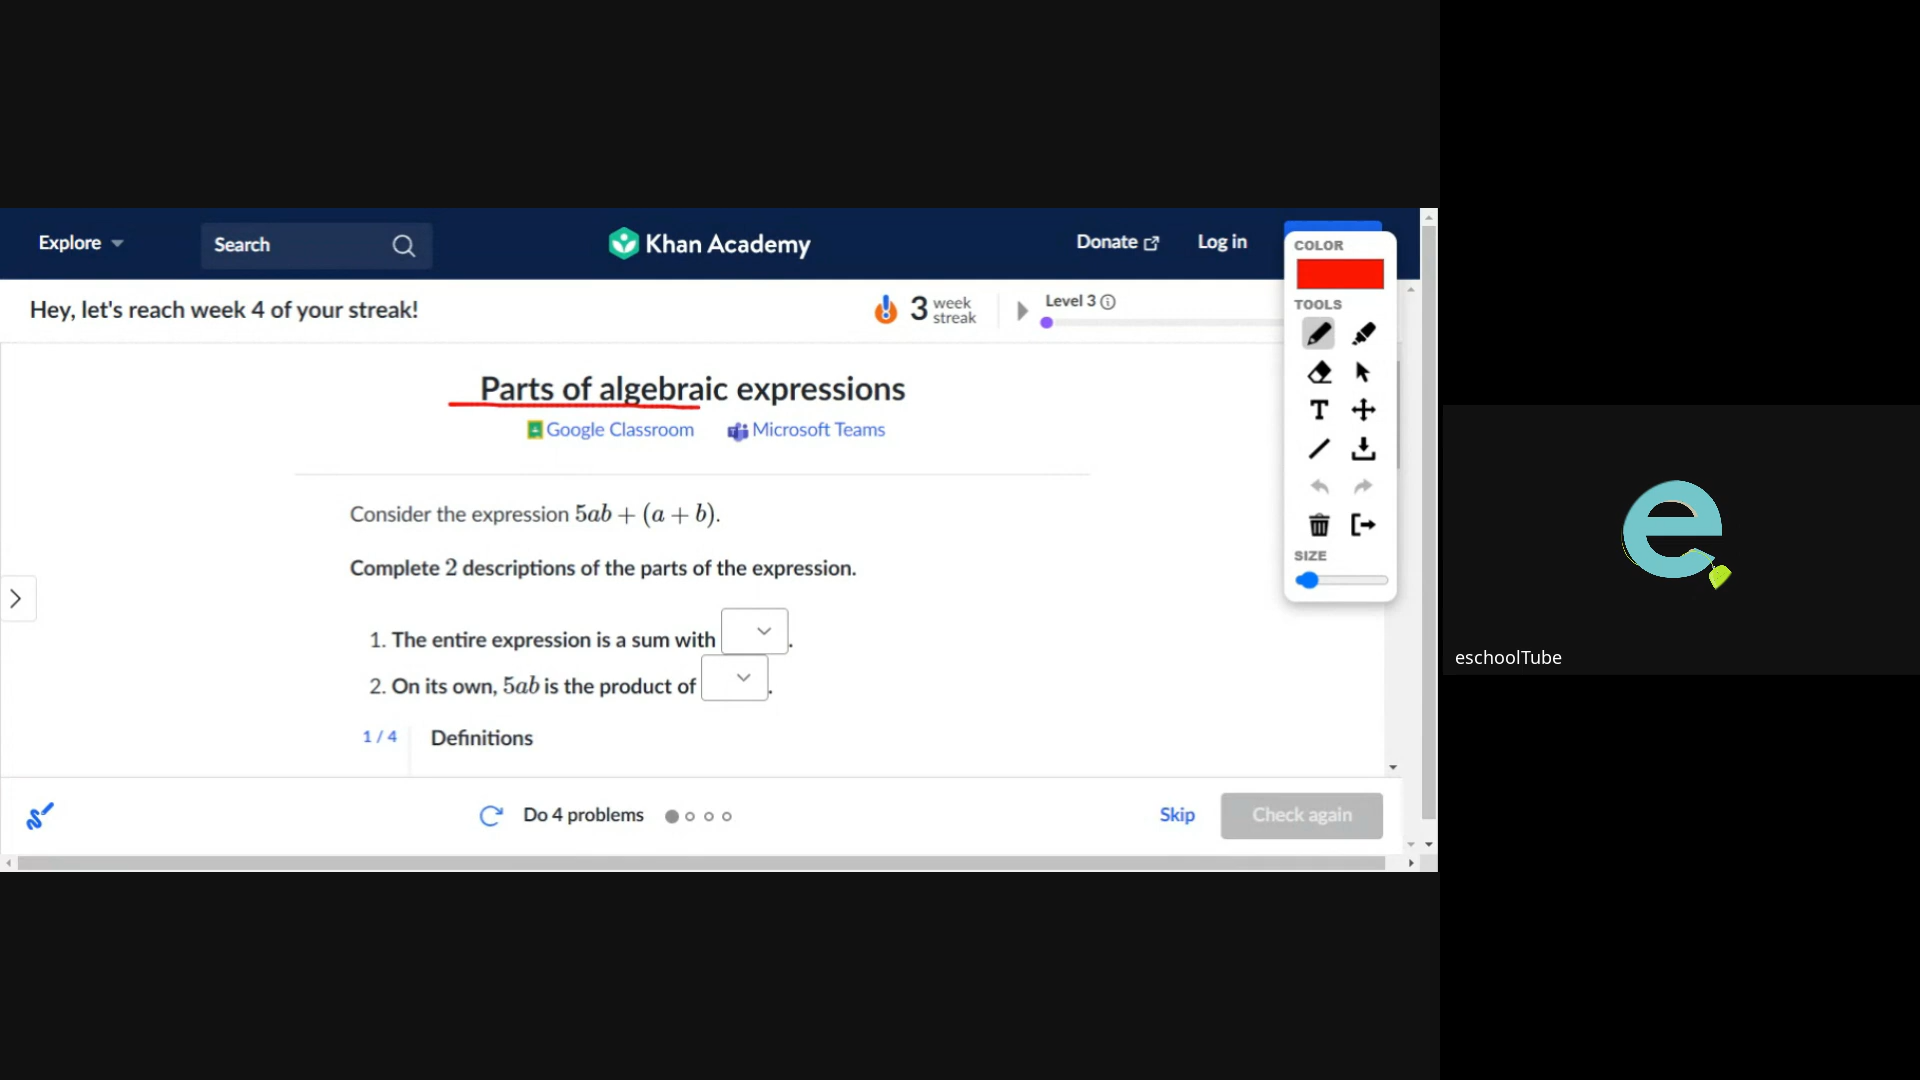 Explore
Search
Khan Academy
Donate
Log in
COLOR
Hey, let's reach week 4 of your streak!
3 week streak
Level 3
TOOLS
T
SIZE
Parts of algebraic expressions
Google Classroom
Microsoft Teams
Consider the expression 5ab + (a + b).
Complete 2 descriptions of the parts of the expression.
1. The entire expression is a sum with .
2. On its own, 5ab is the product of .
1 / 4
Definitions
Do 4 problems
Skip
Check again
eschoolTube